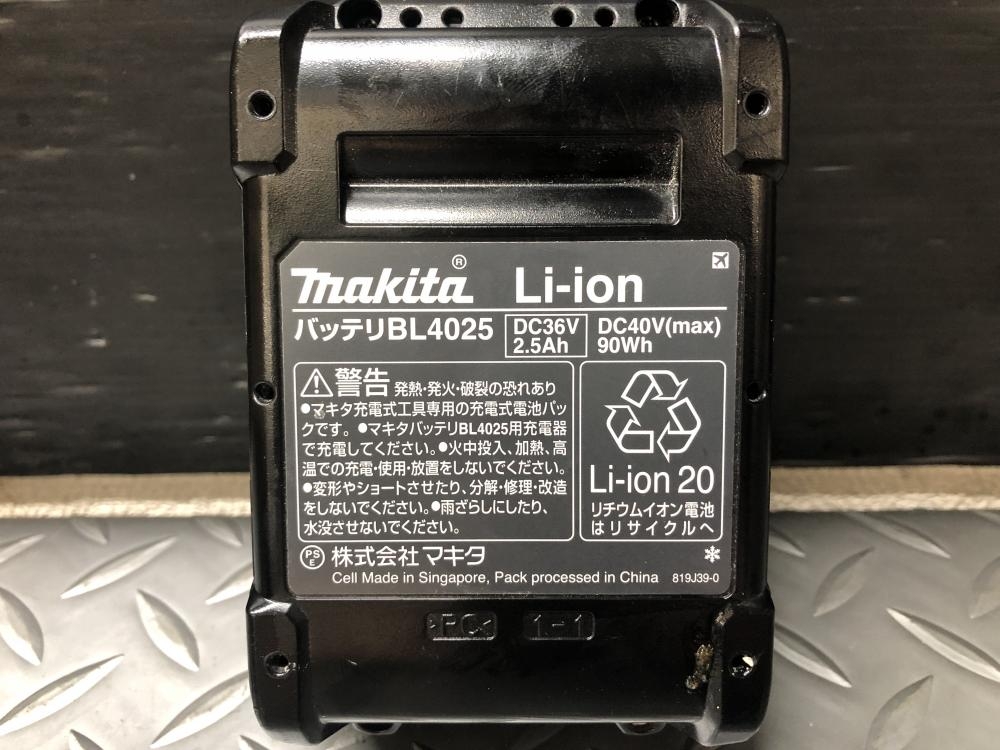 makita® Li-ion
バッテリBL4025 DC36V 2.5Ah DC40V(max) 90Wh
警告 発熱・発火・破裂の恐れあり
●マキタ充電式工具専用の充電式電池パッ
クです。●マキタバッテリBL4025用充電器
で充電してください。●火中投入、加熱、高
温での充電・使用・放置をしないでください。
●変形やショートさせたり、分解・修理・改造
をしないでください。●雨ざらしにしたり、
水没させないでください。
Li-ion 20
リチウムイオン電池
はリサイクルへ
PSE 株式会社マキタ
Cell Made in Singapore, Pack processed in China 819J39-0
>PC< 1-1